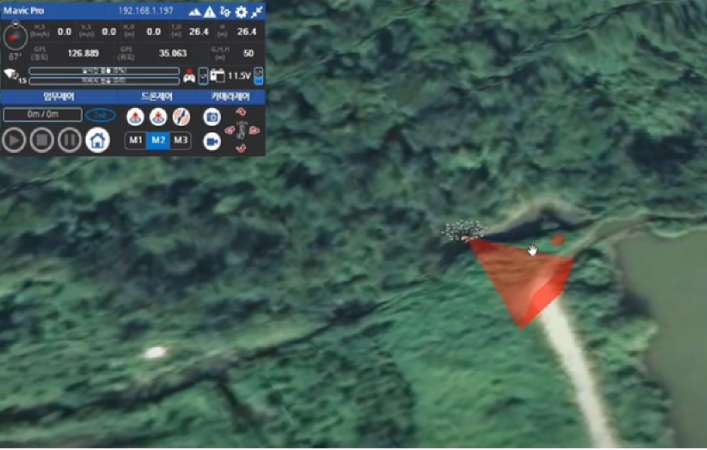 Mavic Pro 192.168.1.197
H_S (km/h) 0.0 V_S (m/s) 0.0 H_D (m) 0.0 T_D (m) 26.4 H (m) 26.4
67° GPS (경도) 126.889 GPS (위도) 35.063 G_H_H (m) 50
15 11.5V
임무제어 드론제어 카메라제어
0m / 0m
M1 M2 M3